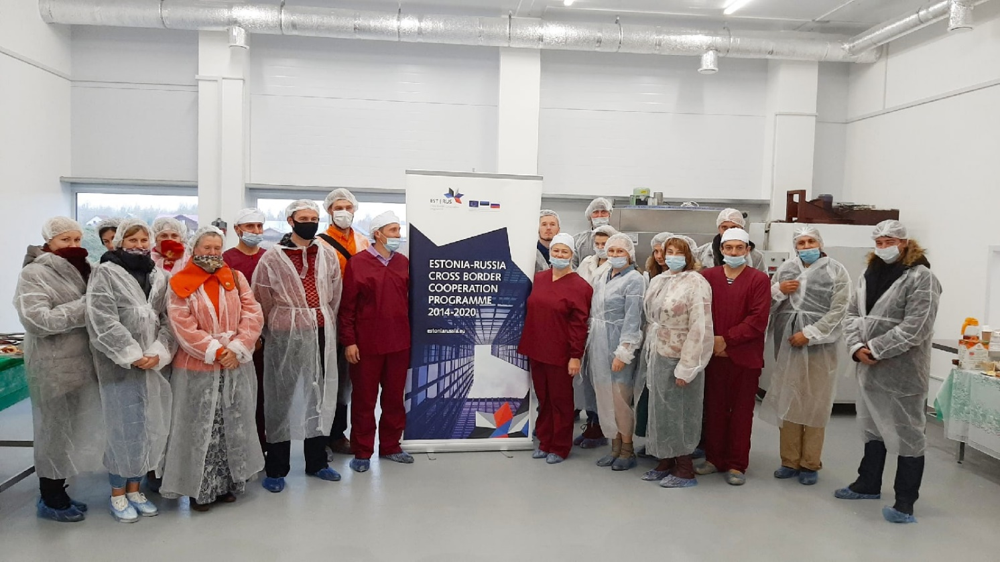 EST | RUS
ESTONIA-RUSSIA
CROSS BORDER
COOPERATION
PROGRAMME
2014-2020
estoniarussia.eu